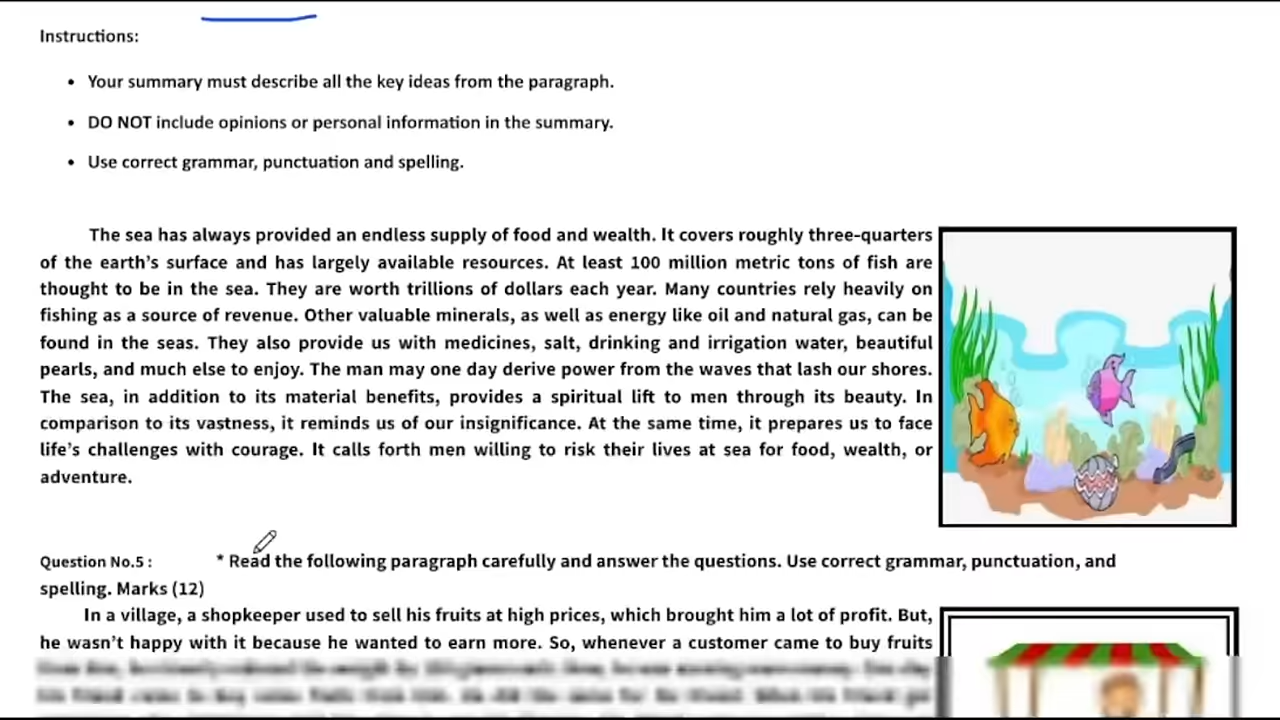 Instructions:
• Your summary must describe all the key ideas from the paragraph.
• DO NOT include opinions or personal information in the summary.
• Use correct grammar, punctuation and spelling.
The sea has always provided an endless supply of food and wealth. It covers roughly three-quarters
of the earth’s surface and has largely available resources. At least 100 million metric tons of fish are
thought to be in the sea. They are worth trillions of dollars each year. Many countries rely heavily on
fishing as a source of revenue. Other valuable minerals, as well as energy like oil and natural gas, can be
found in the seas. They also provide us with medicines, salt, drinking and irrigation water, beautiful
pearls, and much else to enjoy. The man may one day derive power from the waves that lash our shores.
The sea, in addition to its material benefits, provides a spiritual lift to men through its beauty. In
comparison to its vastness, it reminds us of our insignificance. At the same time, it prepares us to face
life’s challenges with courage. It calls forth men willing to risk their lives at sea for food, wealth, or
adventure.
Question No.5 : * Read the following paragraph carefully and answer the questions. Use correct grammar, punctuation, and
spelling. Marks (12)
In a village, a shopkeeper used to sell his fruits at high prices, which brought him a lot of profit. But,
he wasn’t happy with it because he wanted to earn more. So, whenever a customer came to buy fruits